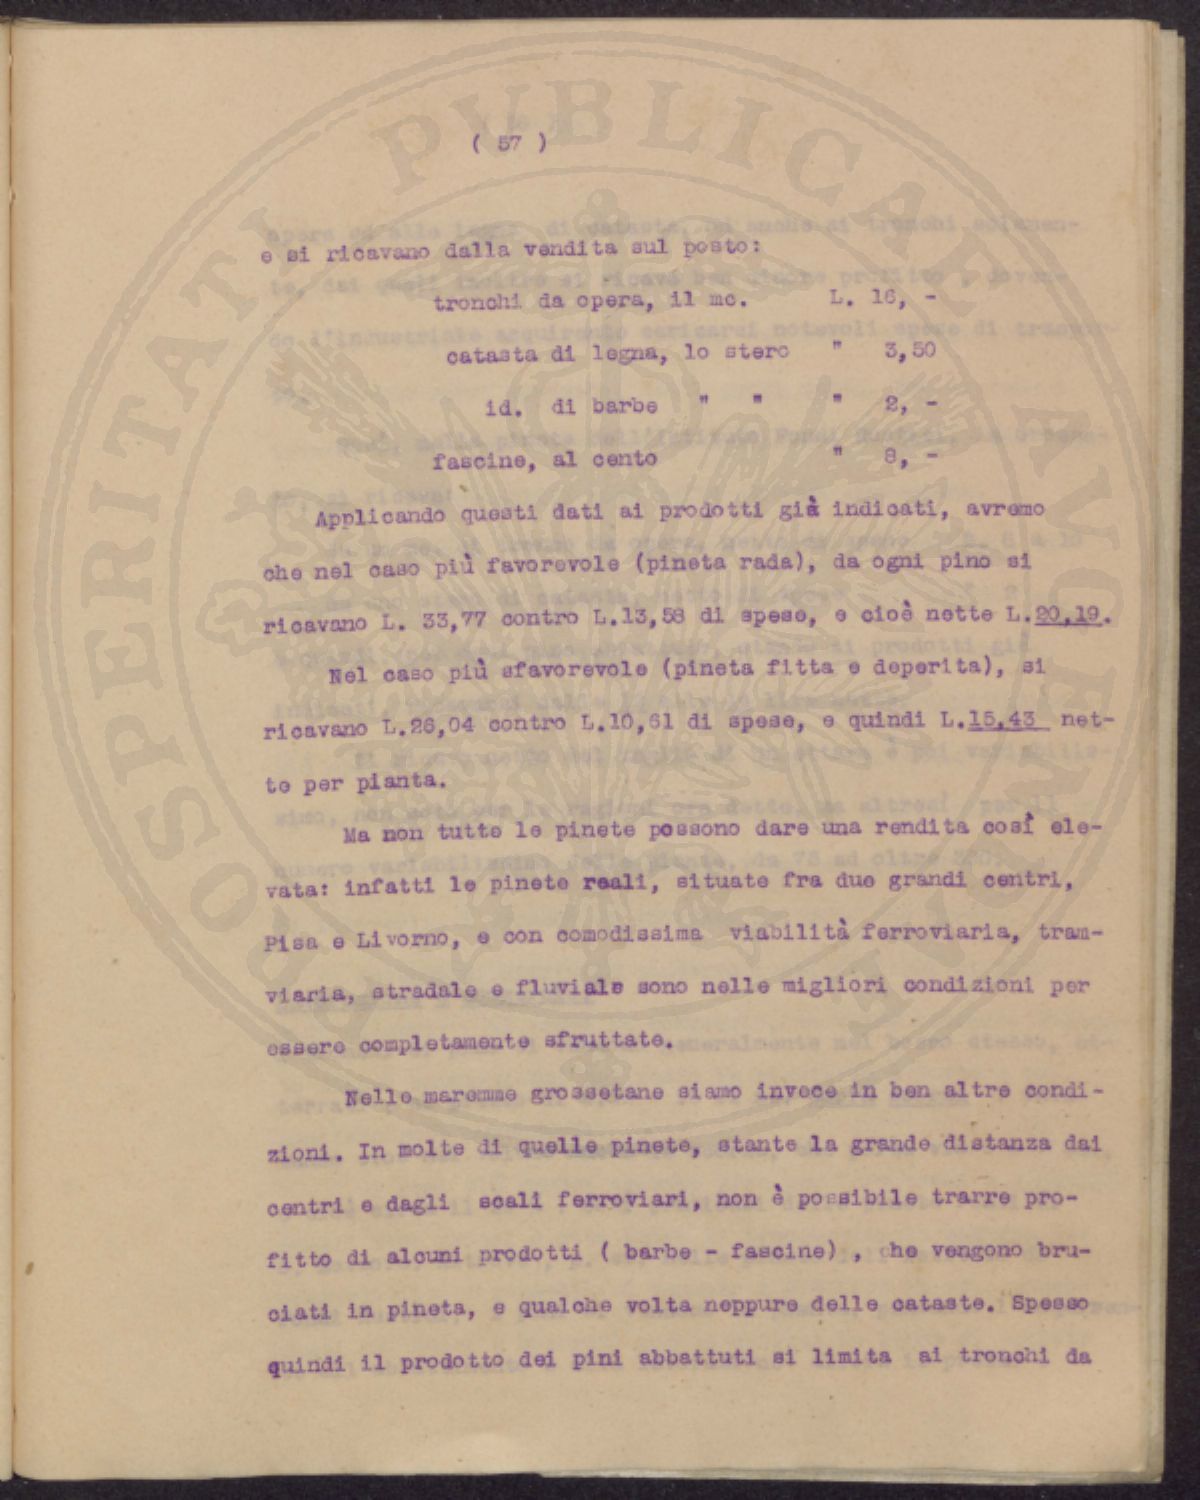 ( 57 )
e si ricavano dalla vendita sul posto:
tronchi da opera, il mc. L. 16, -
catasta di legna, lo stero " 3,50
id. di barbe " " " 2, -
fascine, al cento " 8, -
Applicando questi dati ai prodotti già indicati, avremo
che nel caso più favorevole (pineta rada), da ogni pino si
ricavano L. 33,77 contro L.13,58 di spese, e cioè nette L.20,19.
Nel caso più sfavorevole (pineta fitta e deperita), si
ricavano L.26,04 contro L.10,61 di spese, e quindi L.15,43 net-
te per pianta.
Ma non tutte le pinete possono dare una rendita così ele-
vata: infatti le pinete reali, situate fra due grandi centri,
Pisa e Livorno, e con comodissima viabilità ferroviaria, tram-
viaria, stradale e fluviale sono nelle migliori condizioni per
essere completamente sfruttate.
Nelle maremme grossetane siamo invece in ben altre condi-
zioni. In molte di quelle pinete, stante la grande distanza dai
centri e dagli scali ferroviari, non è possibile trarre pro-
fitto di alcuni prodotti ( barbe - fascine) , che vengono bru-
ciati in pineta, e qualche volta neppure delle cataste. Spesso
quindi il prodotto dei pini abbattuti si limita ai tronchi da